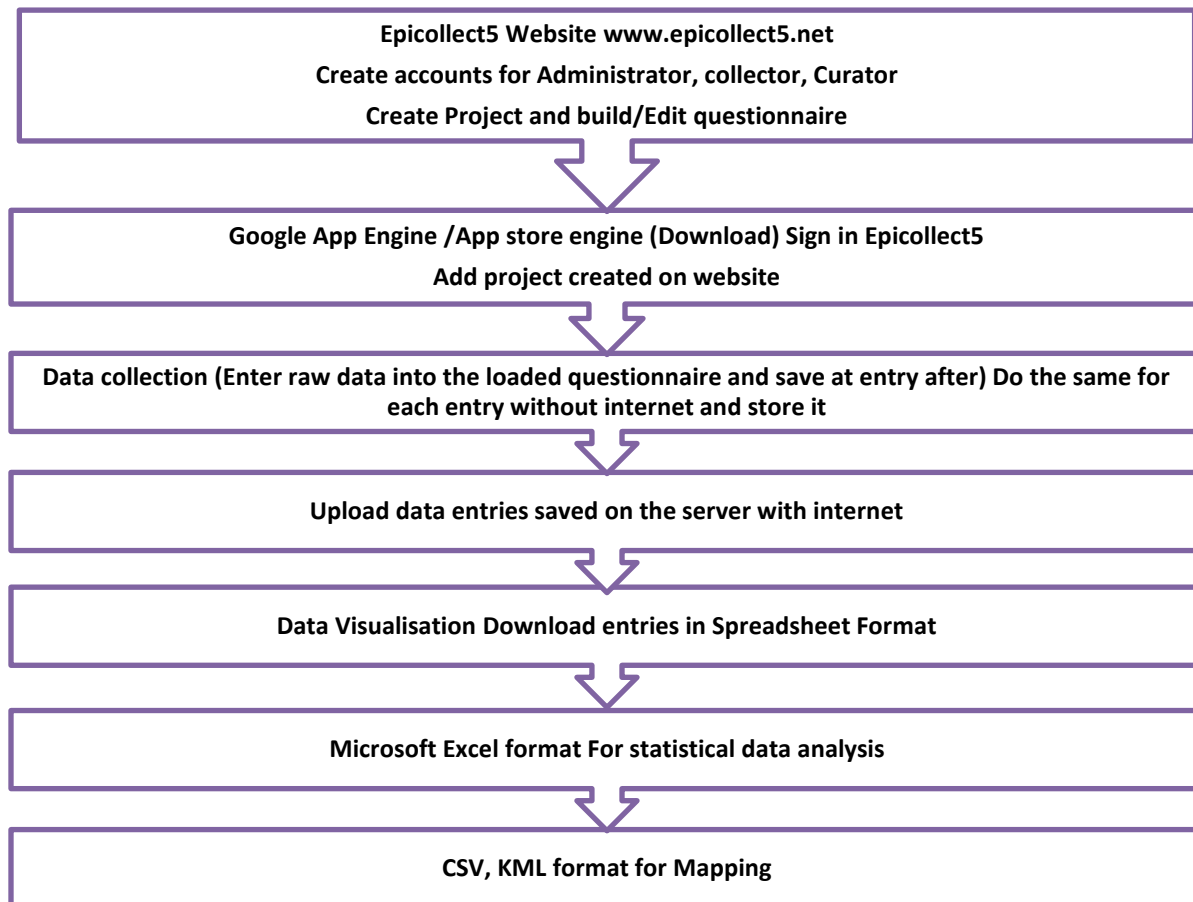 Epicollect5 Website www.epicollect5.net
Create accounts for Administrator, collector, Curator
Create Project and build/Edit questionnaire
Google App Engine /App store engine (Download) Sign in Epicollect5
Add project created on website
Data collection (Enter raw data into the loaded questionnaire and save at entry after) Do the same for
each entry without internet and store it
Upload data entries saved on the server with internet
Data Visualisation Download entries in Spreadsheet Format
Microsoft Excel format For statistical data analysis
CSV, KML format for Mapping